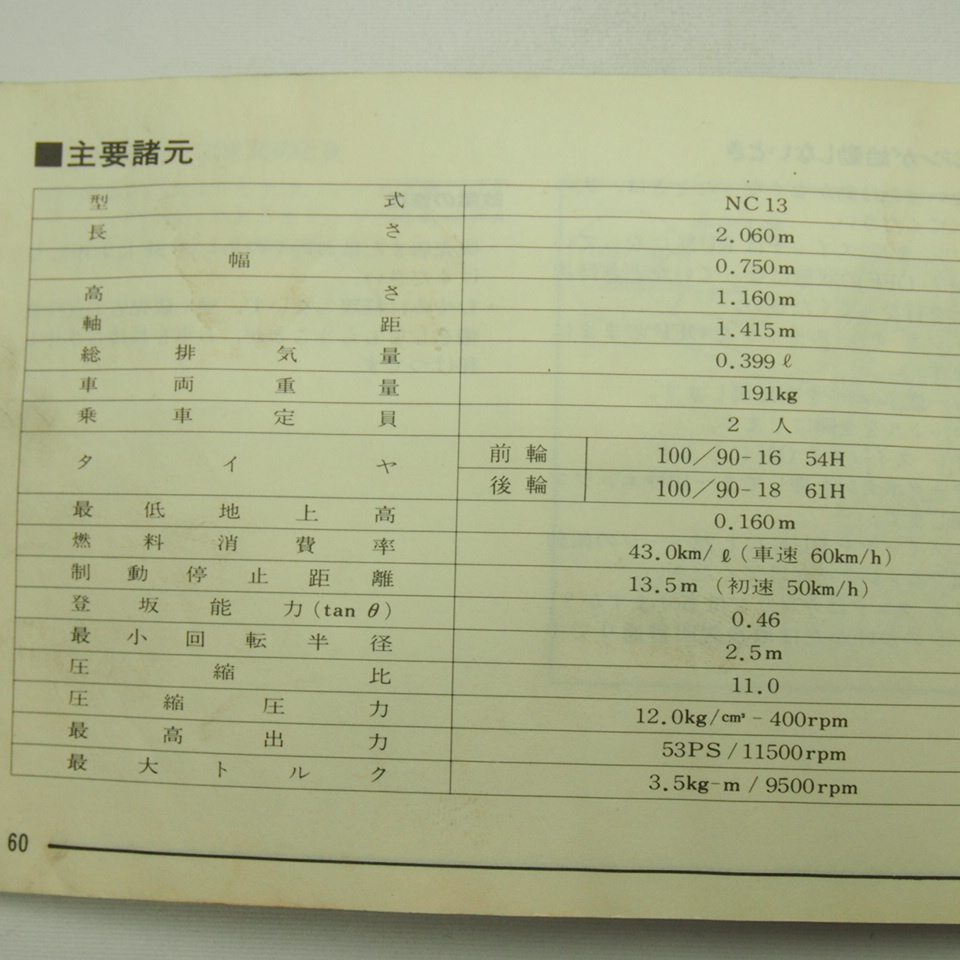 ■主要諸元
型式 NC13
長さ 2.060m
幅 0.750m
高さ 1.160m
軸距 1.415m
総排気量 0.399ℓ
車両重量 191kg
乗車定員 2人
タイヤ 前輪 100／90-16 54H
後輪 100／90-18 61H
最低地上高 0.160m
燃料消費率 43.0km/ℓ(車速 60km/h)
制動停止距離 13.5m (初速 50km/h)
登坂能力(tan θ) 0.46
最小回転半径 2.5m
圧縮比 11.0
圧縮圧力 12.0kg/cm² - 400rpm
最高出力 53PS / 11500rpm
最大トルク 3.5kg-m / 9500rpm
60